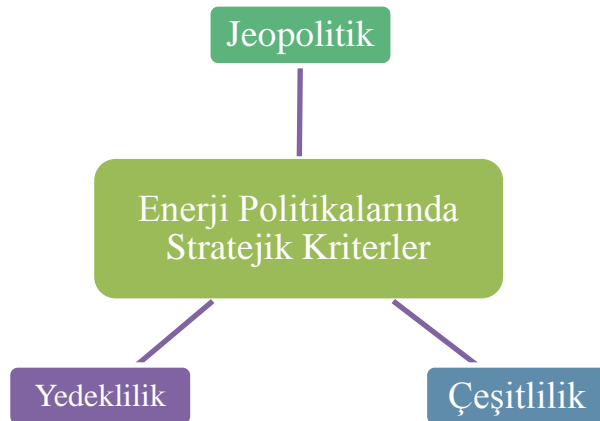 Jeopolitik
Enerji Politikalarında
Stratejik Kriterler
Yedeklilik
Çeşitlilik